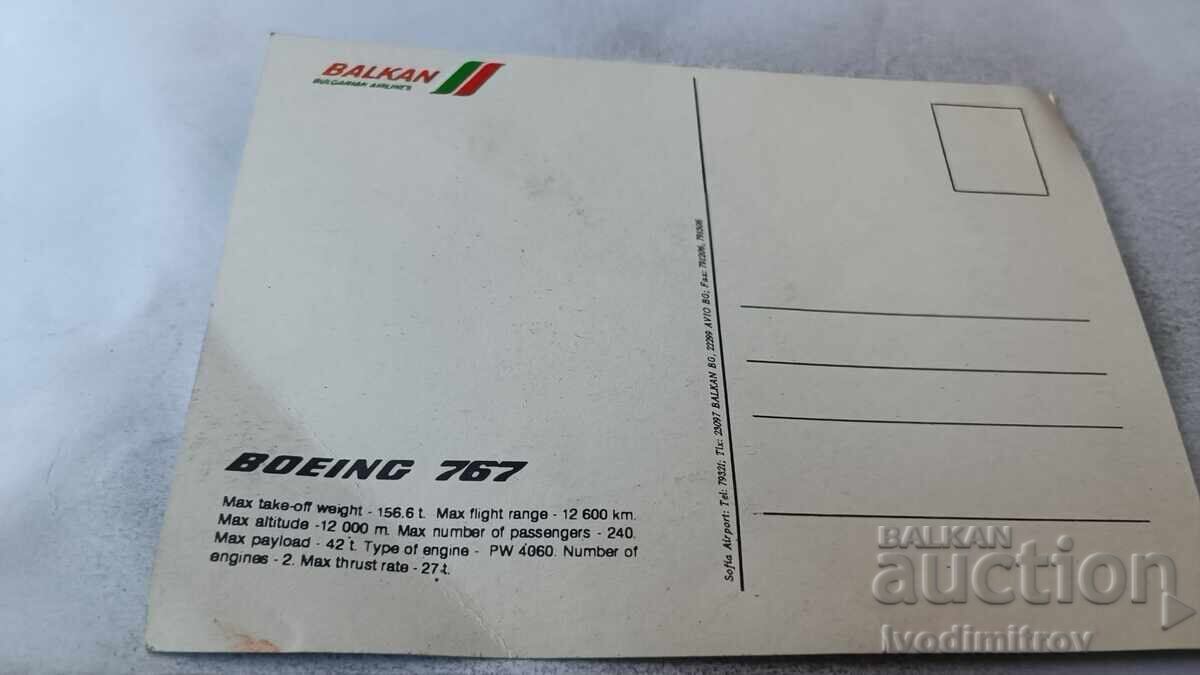 BALKAN
BULGARIAN AIRLINES
BOEING 767
Max take-off weight - 156.6 t. Max flight range - 12 600 km.
Max altitude -12 000 m. Max number of passengers - 240.
Max payload - 42 t. Type of engine - PW 4060. Number of
engines - 2. Max thrust rate - 27 t.
Sofia Airport: Tel: 79321; Tlx: 23097 BALKAN BG, 22299 AVIO BG; Fax: 791206, 791508
BALKAN
auction
Ivodimitrov